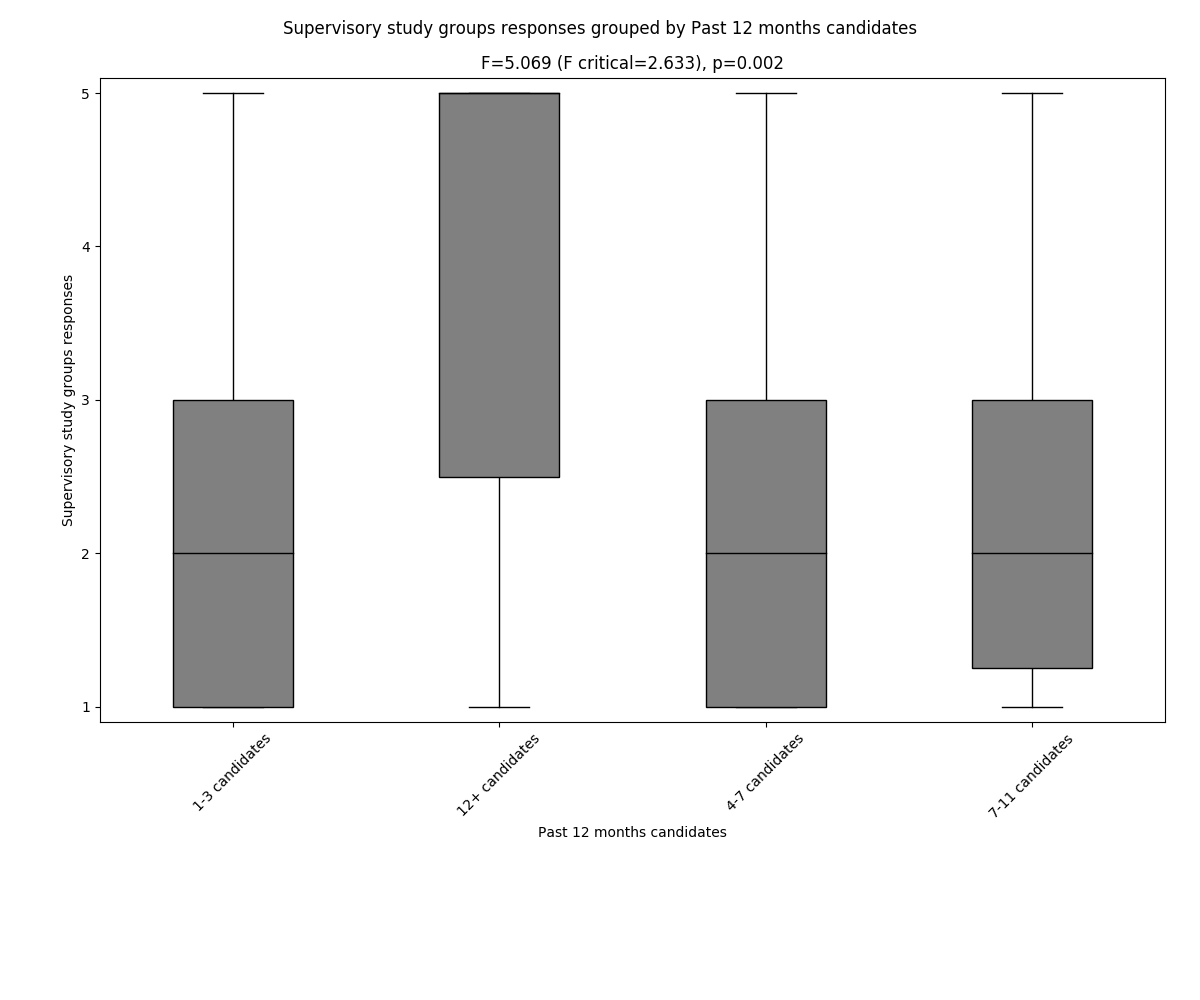 Supervisory study groups responses grouped by Past 12 months candidates
F=5.069 (F critical=2.633), p=0.002
Supervisory study groups responses
5
4
3
2
1
1-3 candidates
12+ candidates
4-7 candidates
7-11 candidates
Past 12 months candidates